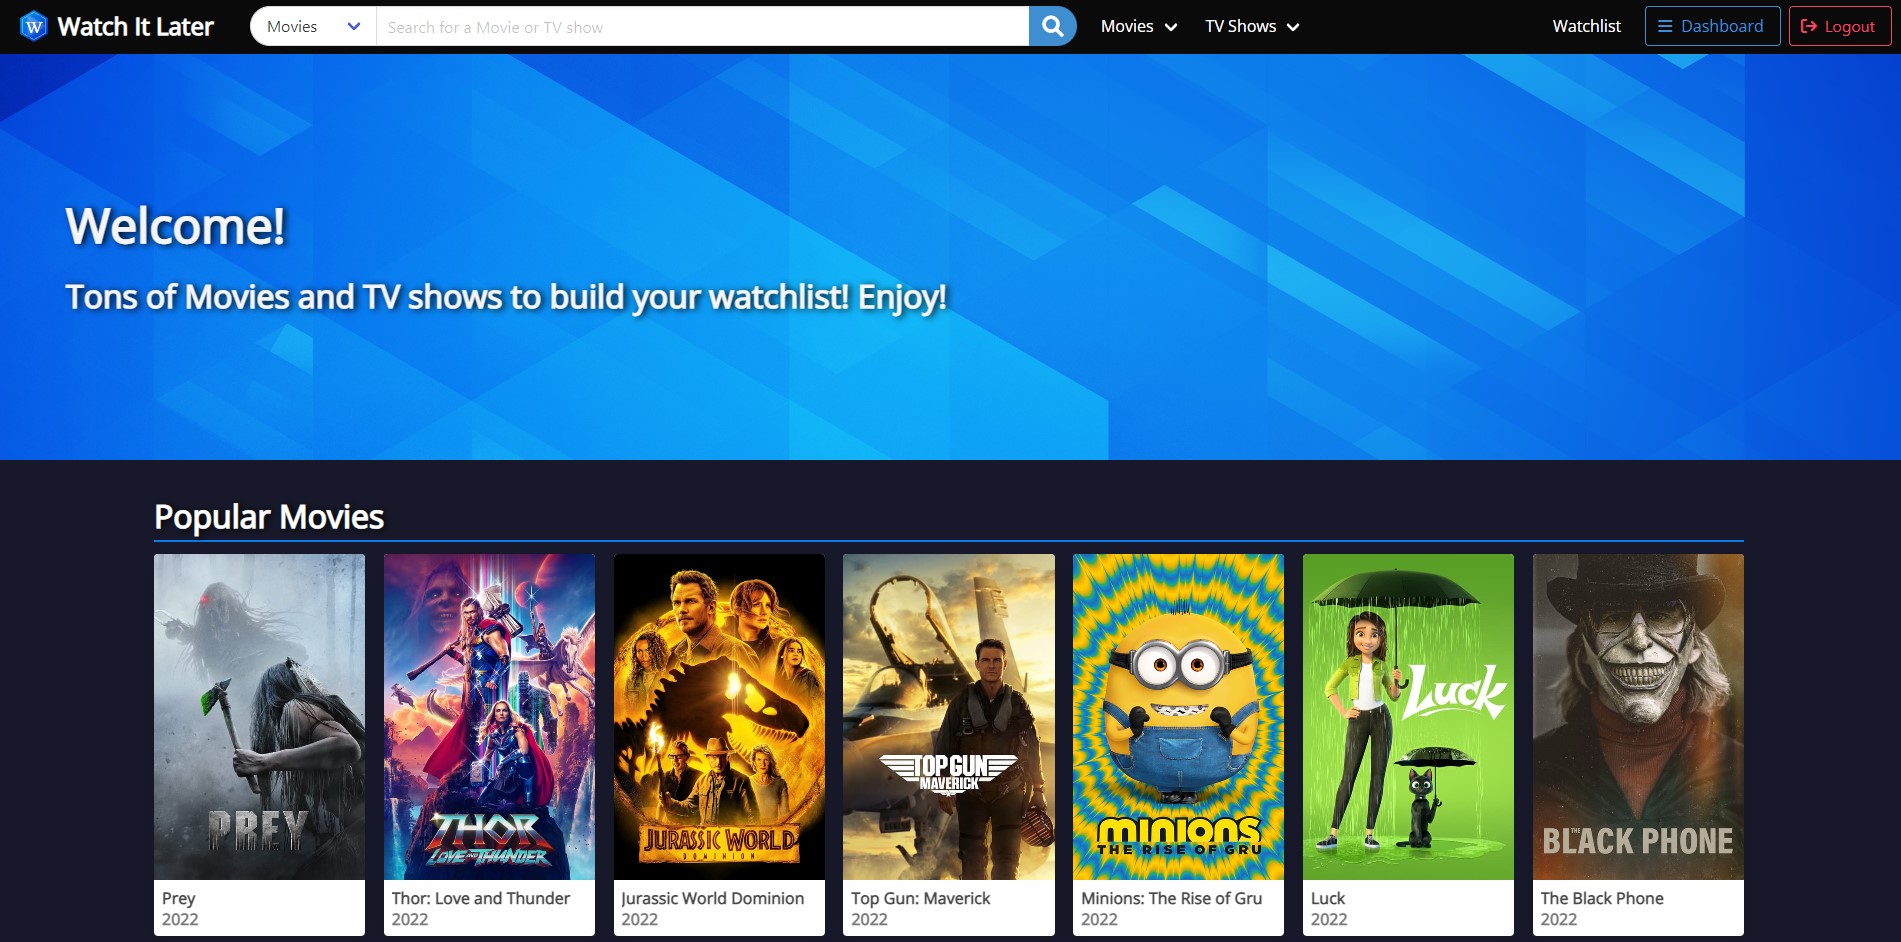 W Watch It Later
Movies
Search for a Movie or TV show
Movies
TV Shows
Watchlist
Dashboard
Logout
Welcome!
Tons of Movies and TV shows to build your watchlist! Enjoy!
Popular Movies
PREY
THOR
LOVE AND THUNDER
JURASSIC WORLD
DOMINION
TOP GUN
MAVERICK
MINIONS
THE RISE OF GRU
Luck
THE BLACK PHONE
Prey
2022
Thor: Love and Thunder
2022
Jurassic World Dominion
2022
Top Gun: Maverick
2022
Minions: The Rise of Gru
2022
Luck
2022
The Black Phone
2022